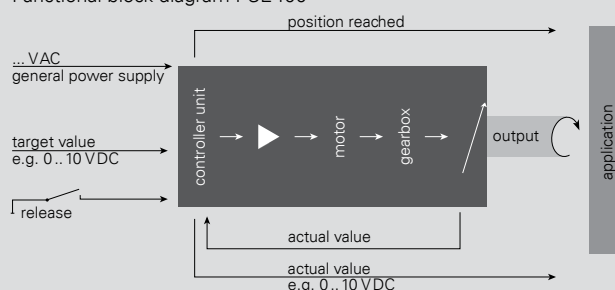 position reached
... VAC
general power supply
target value
e.g. 0 .. 10 VDC
release
controller unit
motor
gearbox
output
application
actual value
actual value
e.g. 0 .. 10 VDC